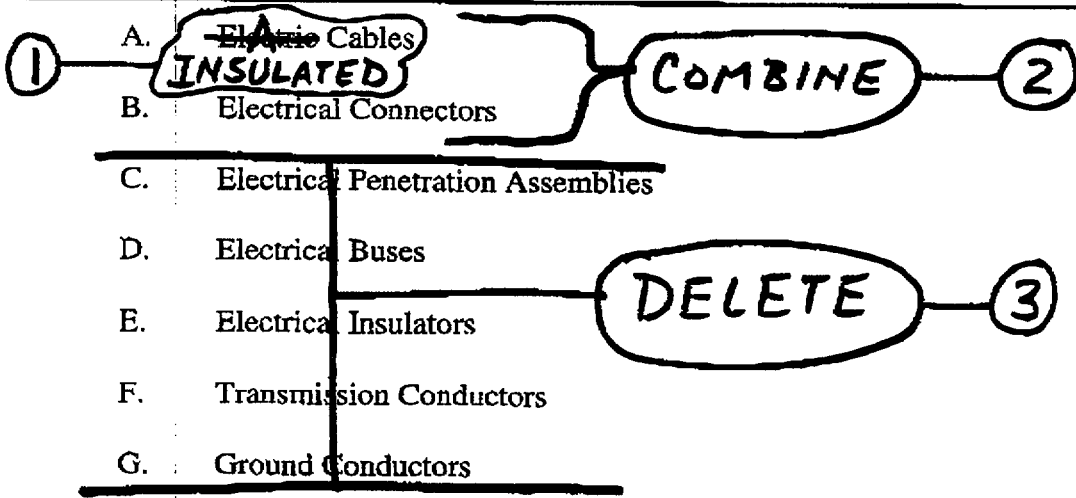 A. Electric Cables
① INSULATED
COMBINE ②
B. Electrical Connectors
C. Electrical Penetration Assemblies
D. Electrical Buses
DELETE ③
E. Electrical Insulators
F. Transmission Conductors
G. Ground Conductors